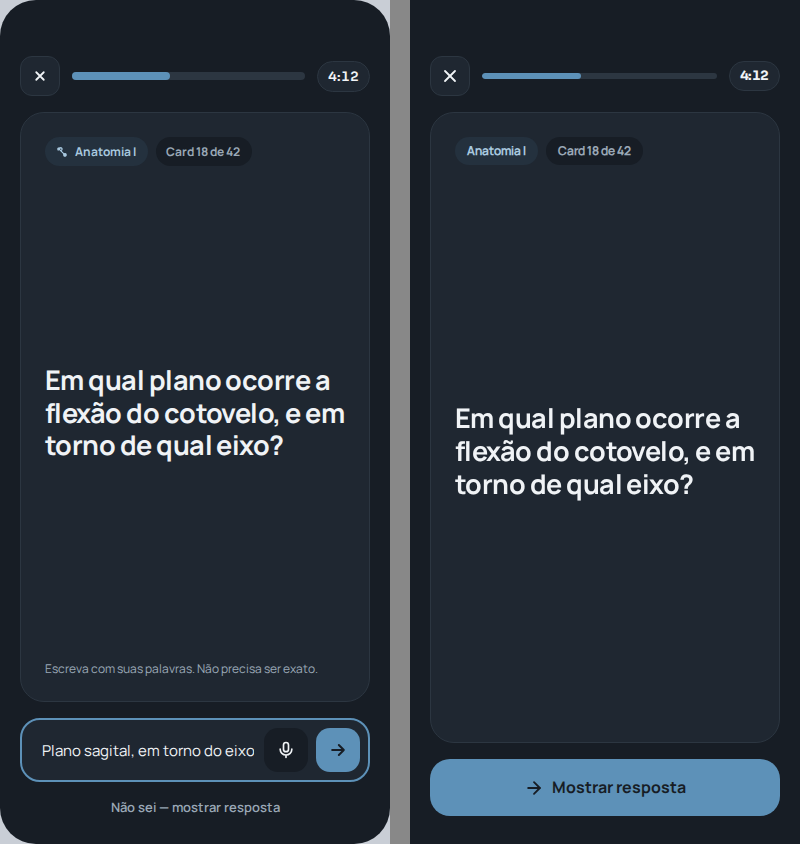 4:12
Anatomia I
Card 18 de 42
Em qual plano ocorre a
flexão do cotovelo, e em
torno de qual eixo?
Escreva com suas palavras. Não precisa ser exato.
Plano sagital, em torno do eixo
Não sei — mostrar resposta
4:12
Anatomia I
Card 18 de 42
Em qual plano ocorre a
flexão do cotovelo, e em
torno de qual eixo?
Mostrar resposta